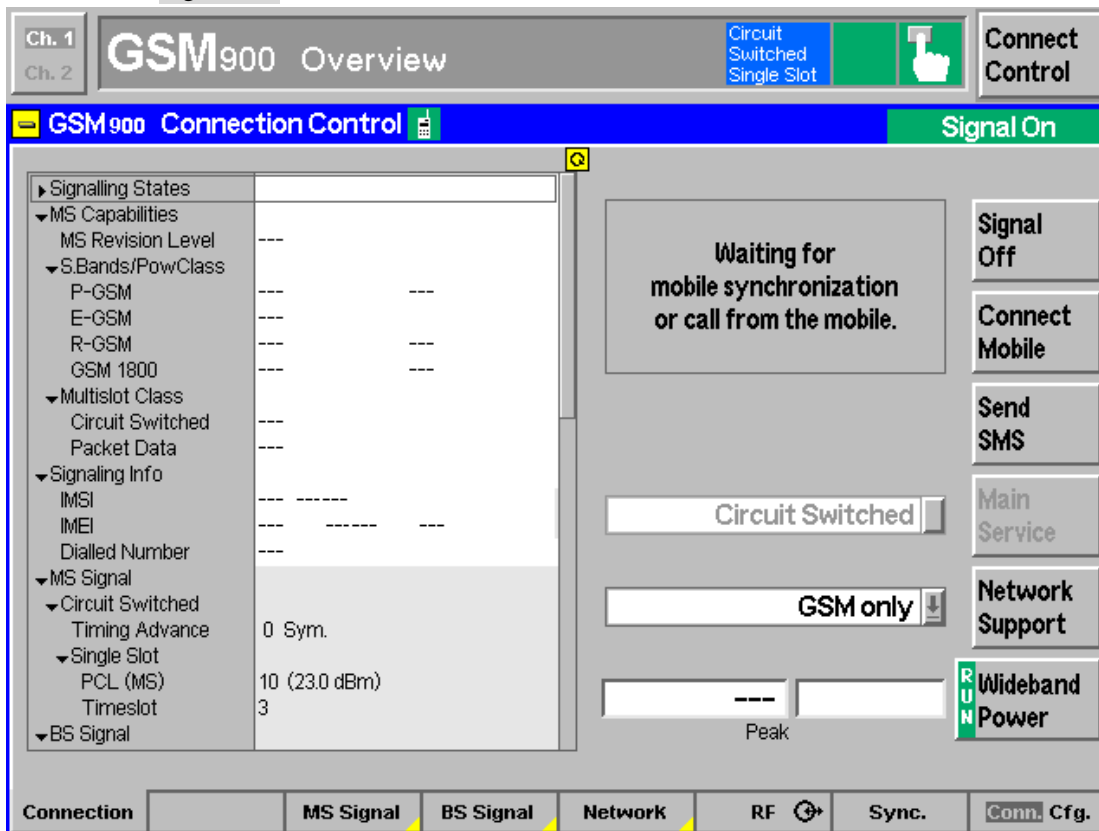 Ch. 1
Ch. 2
GSM900 Overview
Circuit
Switched
Single Slot
Connect
Control
GSM 900 Connection Control
Signal On
Signalling States
MS Capabilities
MS Revision Level ---
S.Bands/PowClass
P-GSM --- ---
E-GSM ---
R-GSM --- ---
GSM 1800 --- ---
Multislot Class
Circuit Switched ---
Packet Data ---
Signaling Info
IMSI --- ------
IMEI --- ------ ---
Dialled Number ---
MS Signal
Circuit Switched
Timing Advance 0 Sym.
Single Slot
PCL (MS) 10 (23.0 dBm)
Timeslot 3
BS Signal
Waiting for
mobile synchronization
or call from the mobile.
Circuit Switched
GSM only
---
Peak
Signal
Off
Connect
Mobile
Send
SMS
Main
Service
Network
Support
RUN
Wideband
Power
Connection MS Signal BS Signal Network RF Sync. Conn. Cfg.